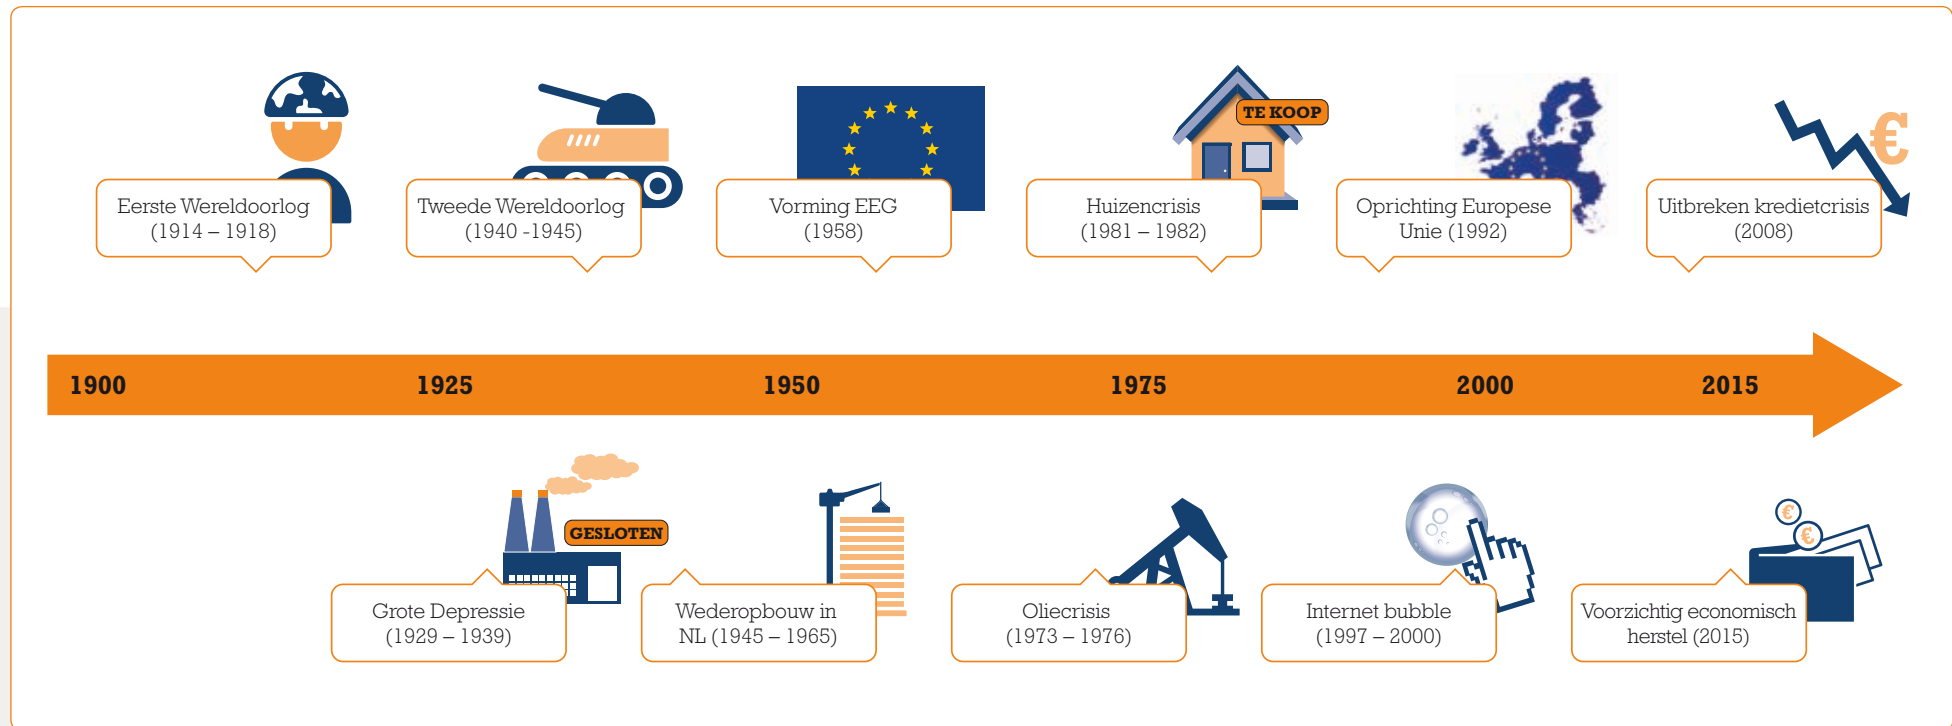 TE KOOP
€
Eerste Wereldoorlog
(1914 – 1918)
Tweede Wereldoorlog
(1940 -1945)
Vorming EEG
(1958)
Huizencrisis
(1981 – 1982)
Oprichting Europese
Unie (1992)
Uitbreken kredietcrisis
(2008)
1900
1925
1950
1975
2000
2015
GESLOTEN
€
€
Grote Depressie
(1929 – 1939)
Wederopbouw in
NL (1945 – 1965)
Oliecrisis
(1973 – 1976)
Internet bubble
(1997 – 2000)
Voorzichtig economisch
herstel (2015)